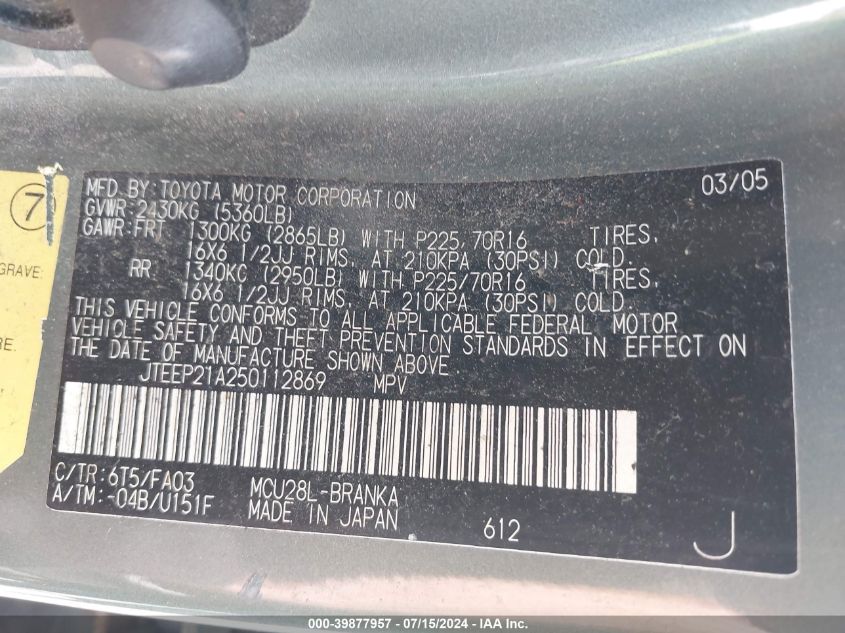 7
GRAVE
RE.
MFD. BY: TOYOTA MOTOR CORPORATION 03/05
GVWR: 2430KG (5360LB)
GAWR: FRT 1300KG (2865LB) WITH P225/70R16 TIRES,
16X6 1/2JJ RIMS, AT 210KPA (30PSI) COLD.
RR 1340KG (2950LB) WITH P225/70R16 TIRES,
16X6 1/2JJ RIMS, AT 210KPA (30PSI) COLD.
THIS VEHICLE CONFORMS TO ALL APPLICABLE FEDERAL MOTOR
VEHICLE SAFETY AND THEFT PREVENTION STANDARDS IN EFFECT ON
THE DATE OF MANUFACTURE SHOWN ABOVE.
JTEEP21A250112869 MPV
C/TR: 6T5/FA03 MCU28L-BRANKA
A/TM: -04B/U151F MADE IN JAPAN 612 J
000-39877957 - 07/15/2024 - IAA Inc.